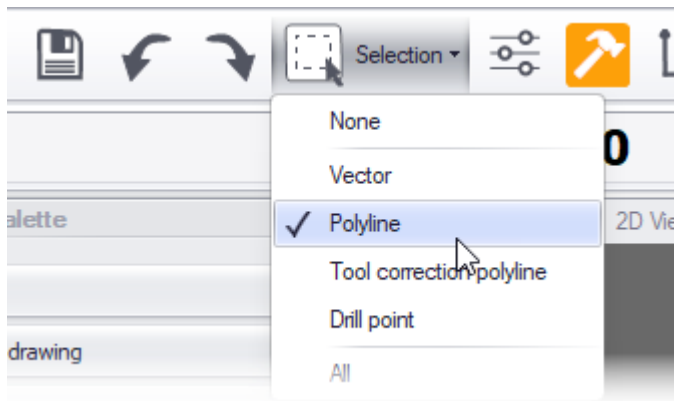 Selection
None
0
Vector
alette
Polyline
2D Vie
Tool correction polyline
Drill point
drawing
All